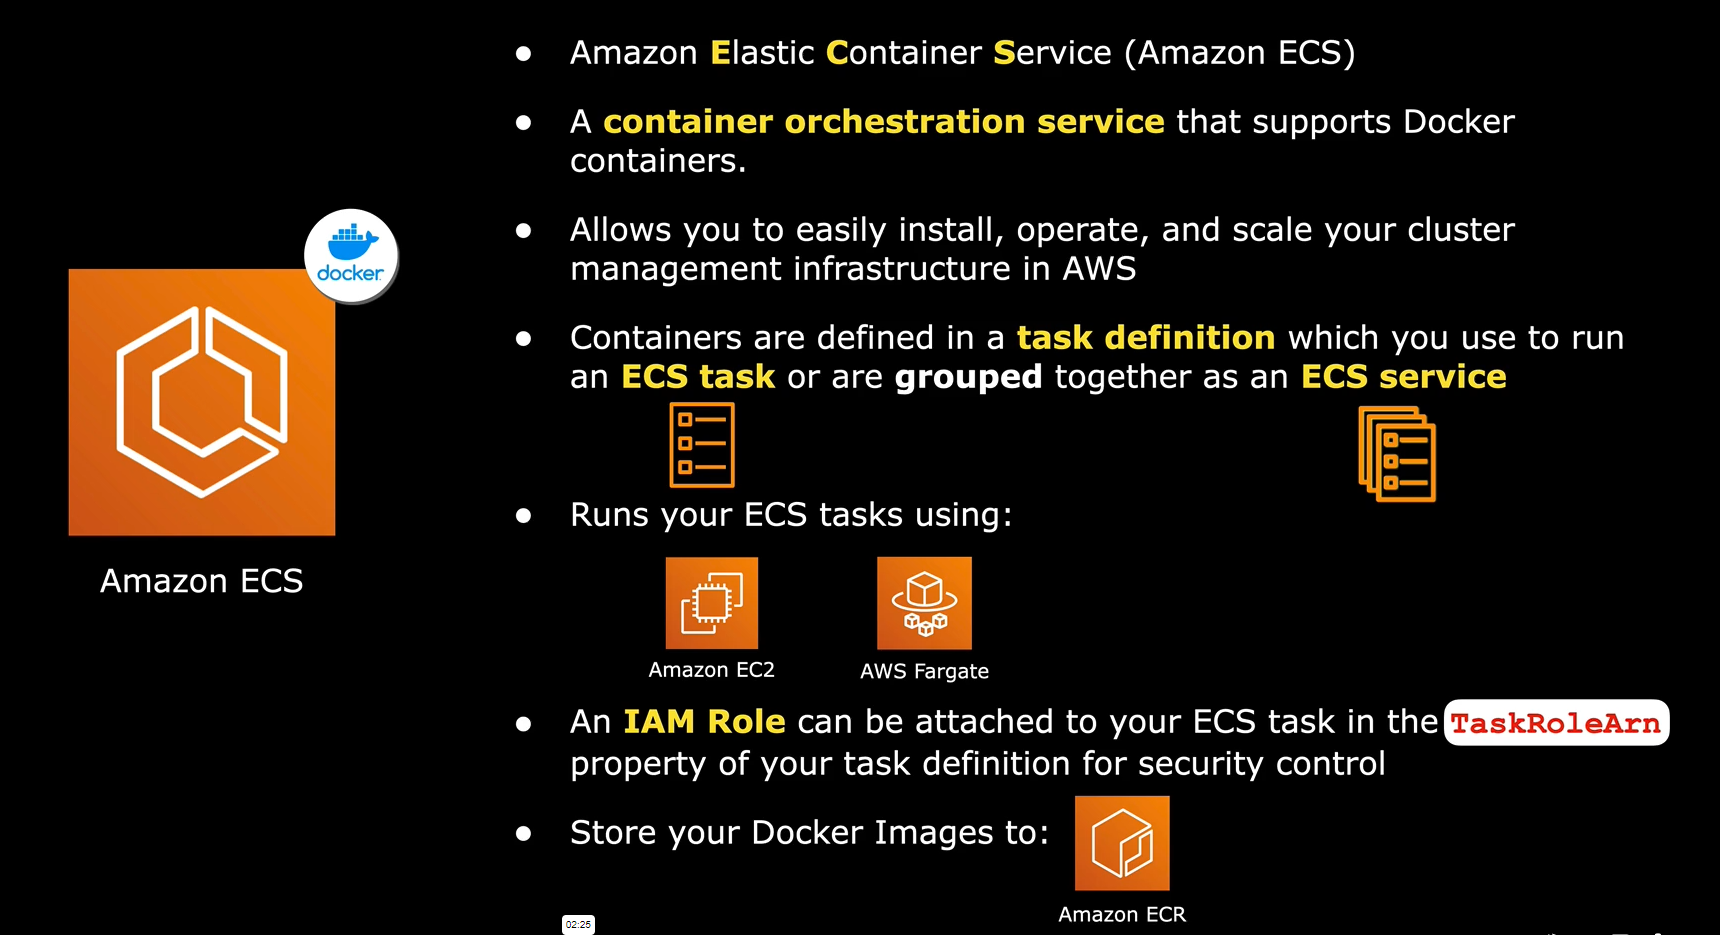 ● Amazon Elastic Container Service (Amazon ECS)
● A container orchestration service that supports Docker
containers.
● Allows you to easily install, operate, and scale your cluster
management infrastructure in AWS
docker
● Containers are defined in a task definition which you use to run
an ECS task or are grouped together as an ECS service
● Runs your ECS tasks using:
Amazon ECS
Amazon EC2
AWS Fargate
● An IAM Role can be attached to your ECS task in the TaskRoleArn
property of your task definition for security control
● Store your Docker Images to:
Amazon ECR
02:25